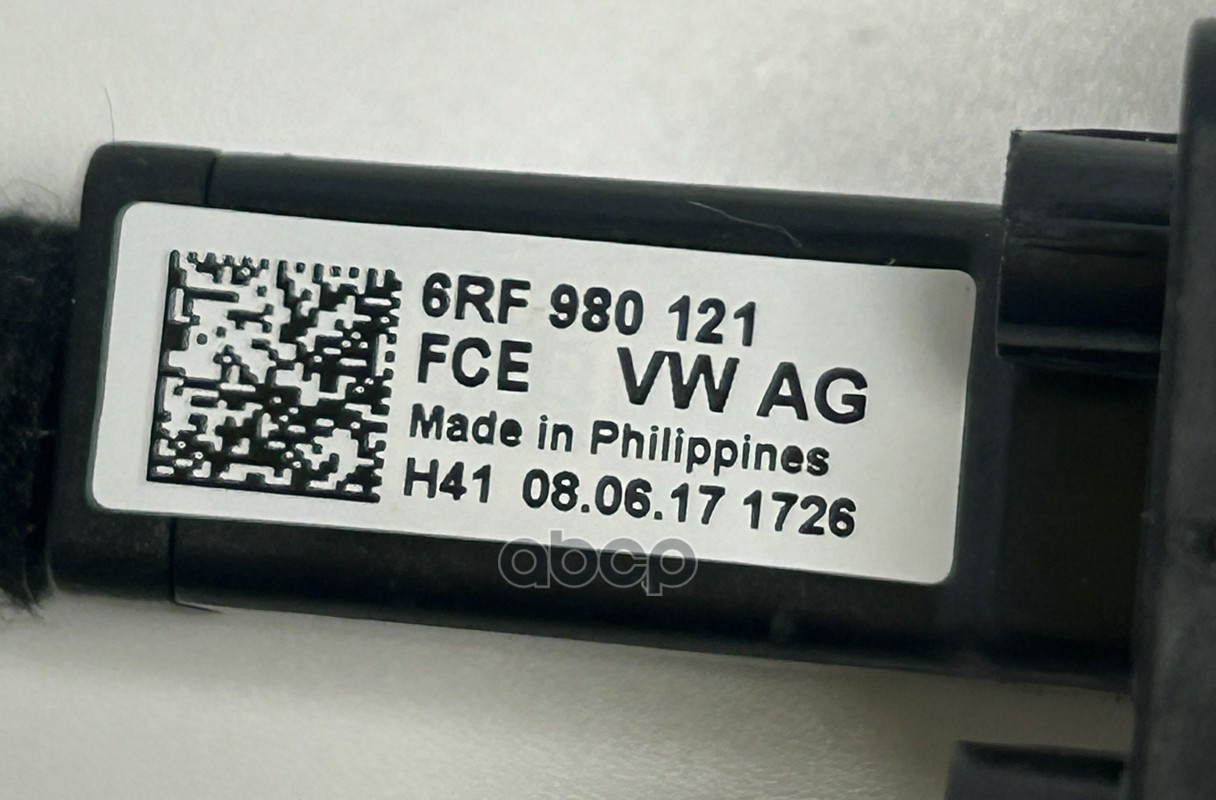 6RF 980 121
FCE VW AG
Made in Philippines
H41 08.06.17 1726
abcp